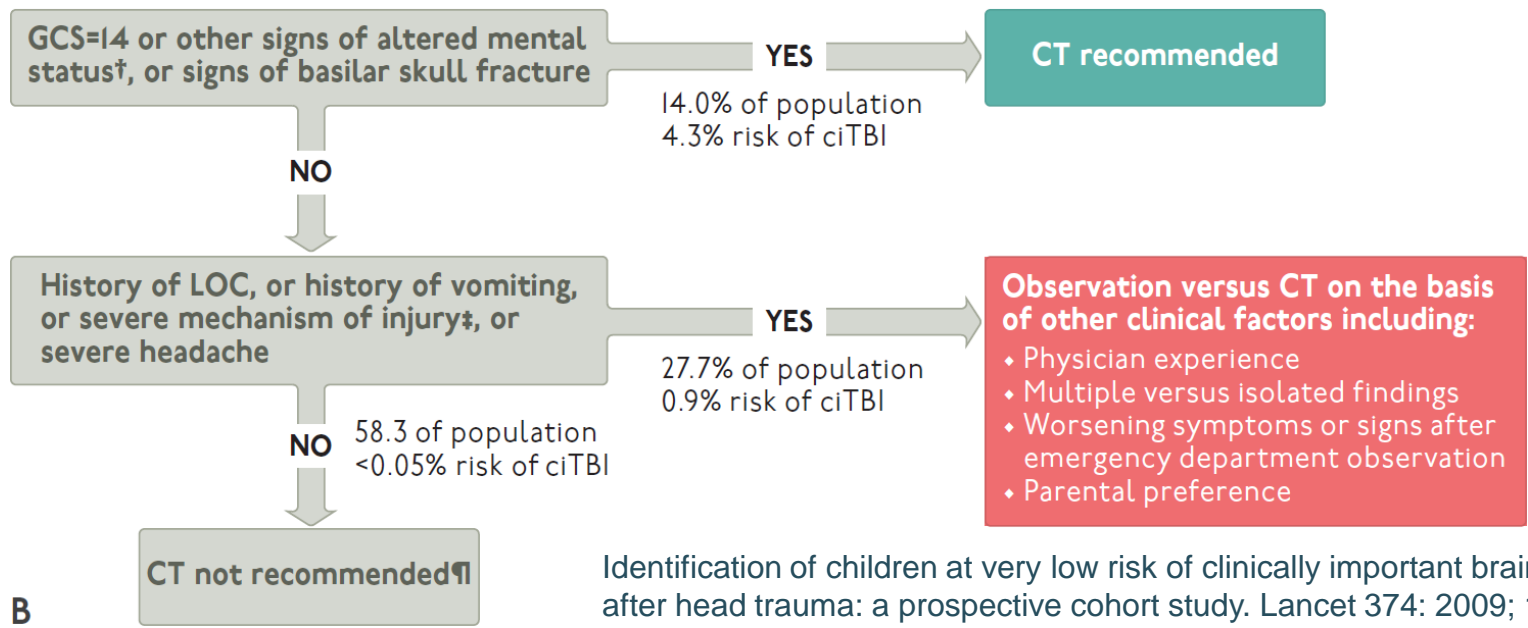 GCS=14 or other signs of altered mental
status†, or signs of basilar skull fracture
YES
14.0% of population
4.3% risk of ciTBI
CT recommended
NO
History of LOC, or history of vomiting,
or severe mechanism of injury‡, or
severe headache
YES
27.7% of population
0.9% risk of ciTBI
Observation versus CT on the basis
of other clinical factors including:
◆ Physician experience
◆ Multiple versus isolated findings
◆ Worsening symptoms or signs after
emergency department observation
◆ Parental preference
NO
58.3 of population
<0.05% risk of ciTBI
CT not recommended¶
B
Identification of children at very low risk of clinically important brain
after head trauma: a prospective cohort study. Lancet 374: 2009;